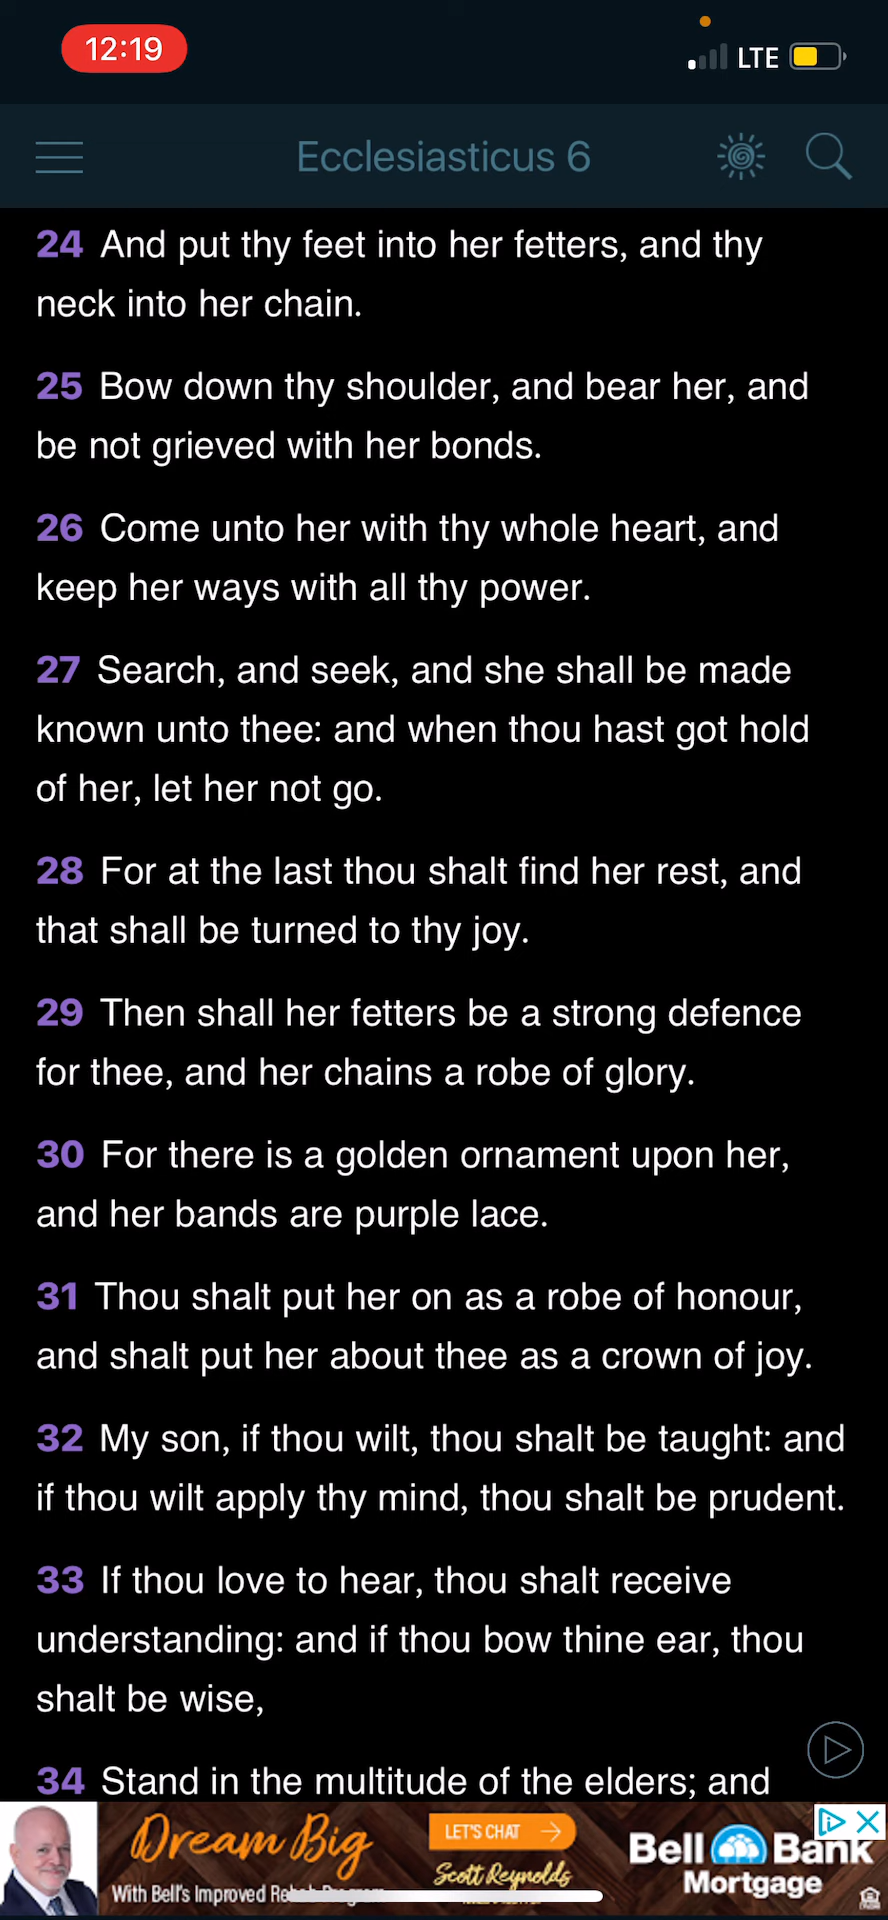 12:19
LTE
Ecclesiasticus 6
24 And put thy feet into her fetters, and thy
neck into her chain.
25 Bow down thy shoulder, and bear her, and
be not grieved with her bonds.
26 Come unto her with thy whole heart, and
keep her ways with all thy power.
27 Search, and seek, and she shall be made
known unto thee: and when thou hast got hold
of her, let her not go.
28 For at the last thou shalt find her rest, and
that shall be turned to thy joy.
29 Then shall her fetters be a strong defence
for thee, and her chains a robe of glory.
30 For there is a golden ornament upon her,
and her bands are purple lace.
31 Thou shalt put her on as a robe of honour,
and shalt put her about thee as a crown of joy.
32 My son, if thou wilt, thou shalt be taught: and
if thou wilt apply thy mind, thou shalt be prudent.
33 If thou love to hear, thou shalt receive
understanding: and if thou bow thine ear, thou
shalt be wise,
34 Stand in the multitude of the elders; and
Dream Big
With Bell's Improved
LET'S CHAT
Scott Reynolds
Bell Bank
Mortgage